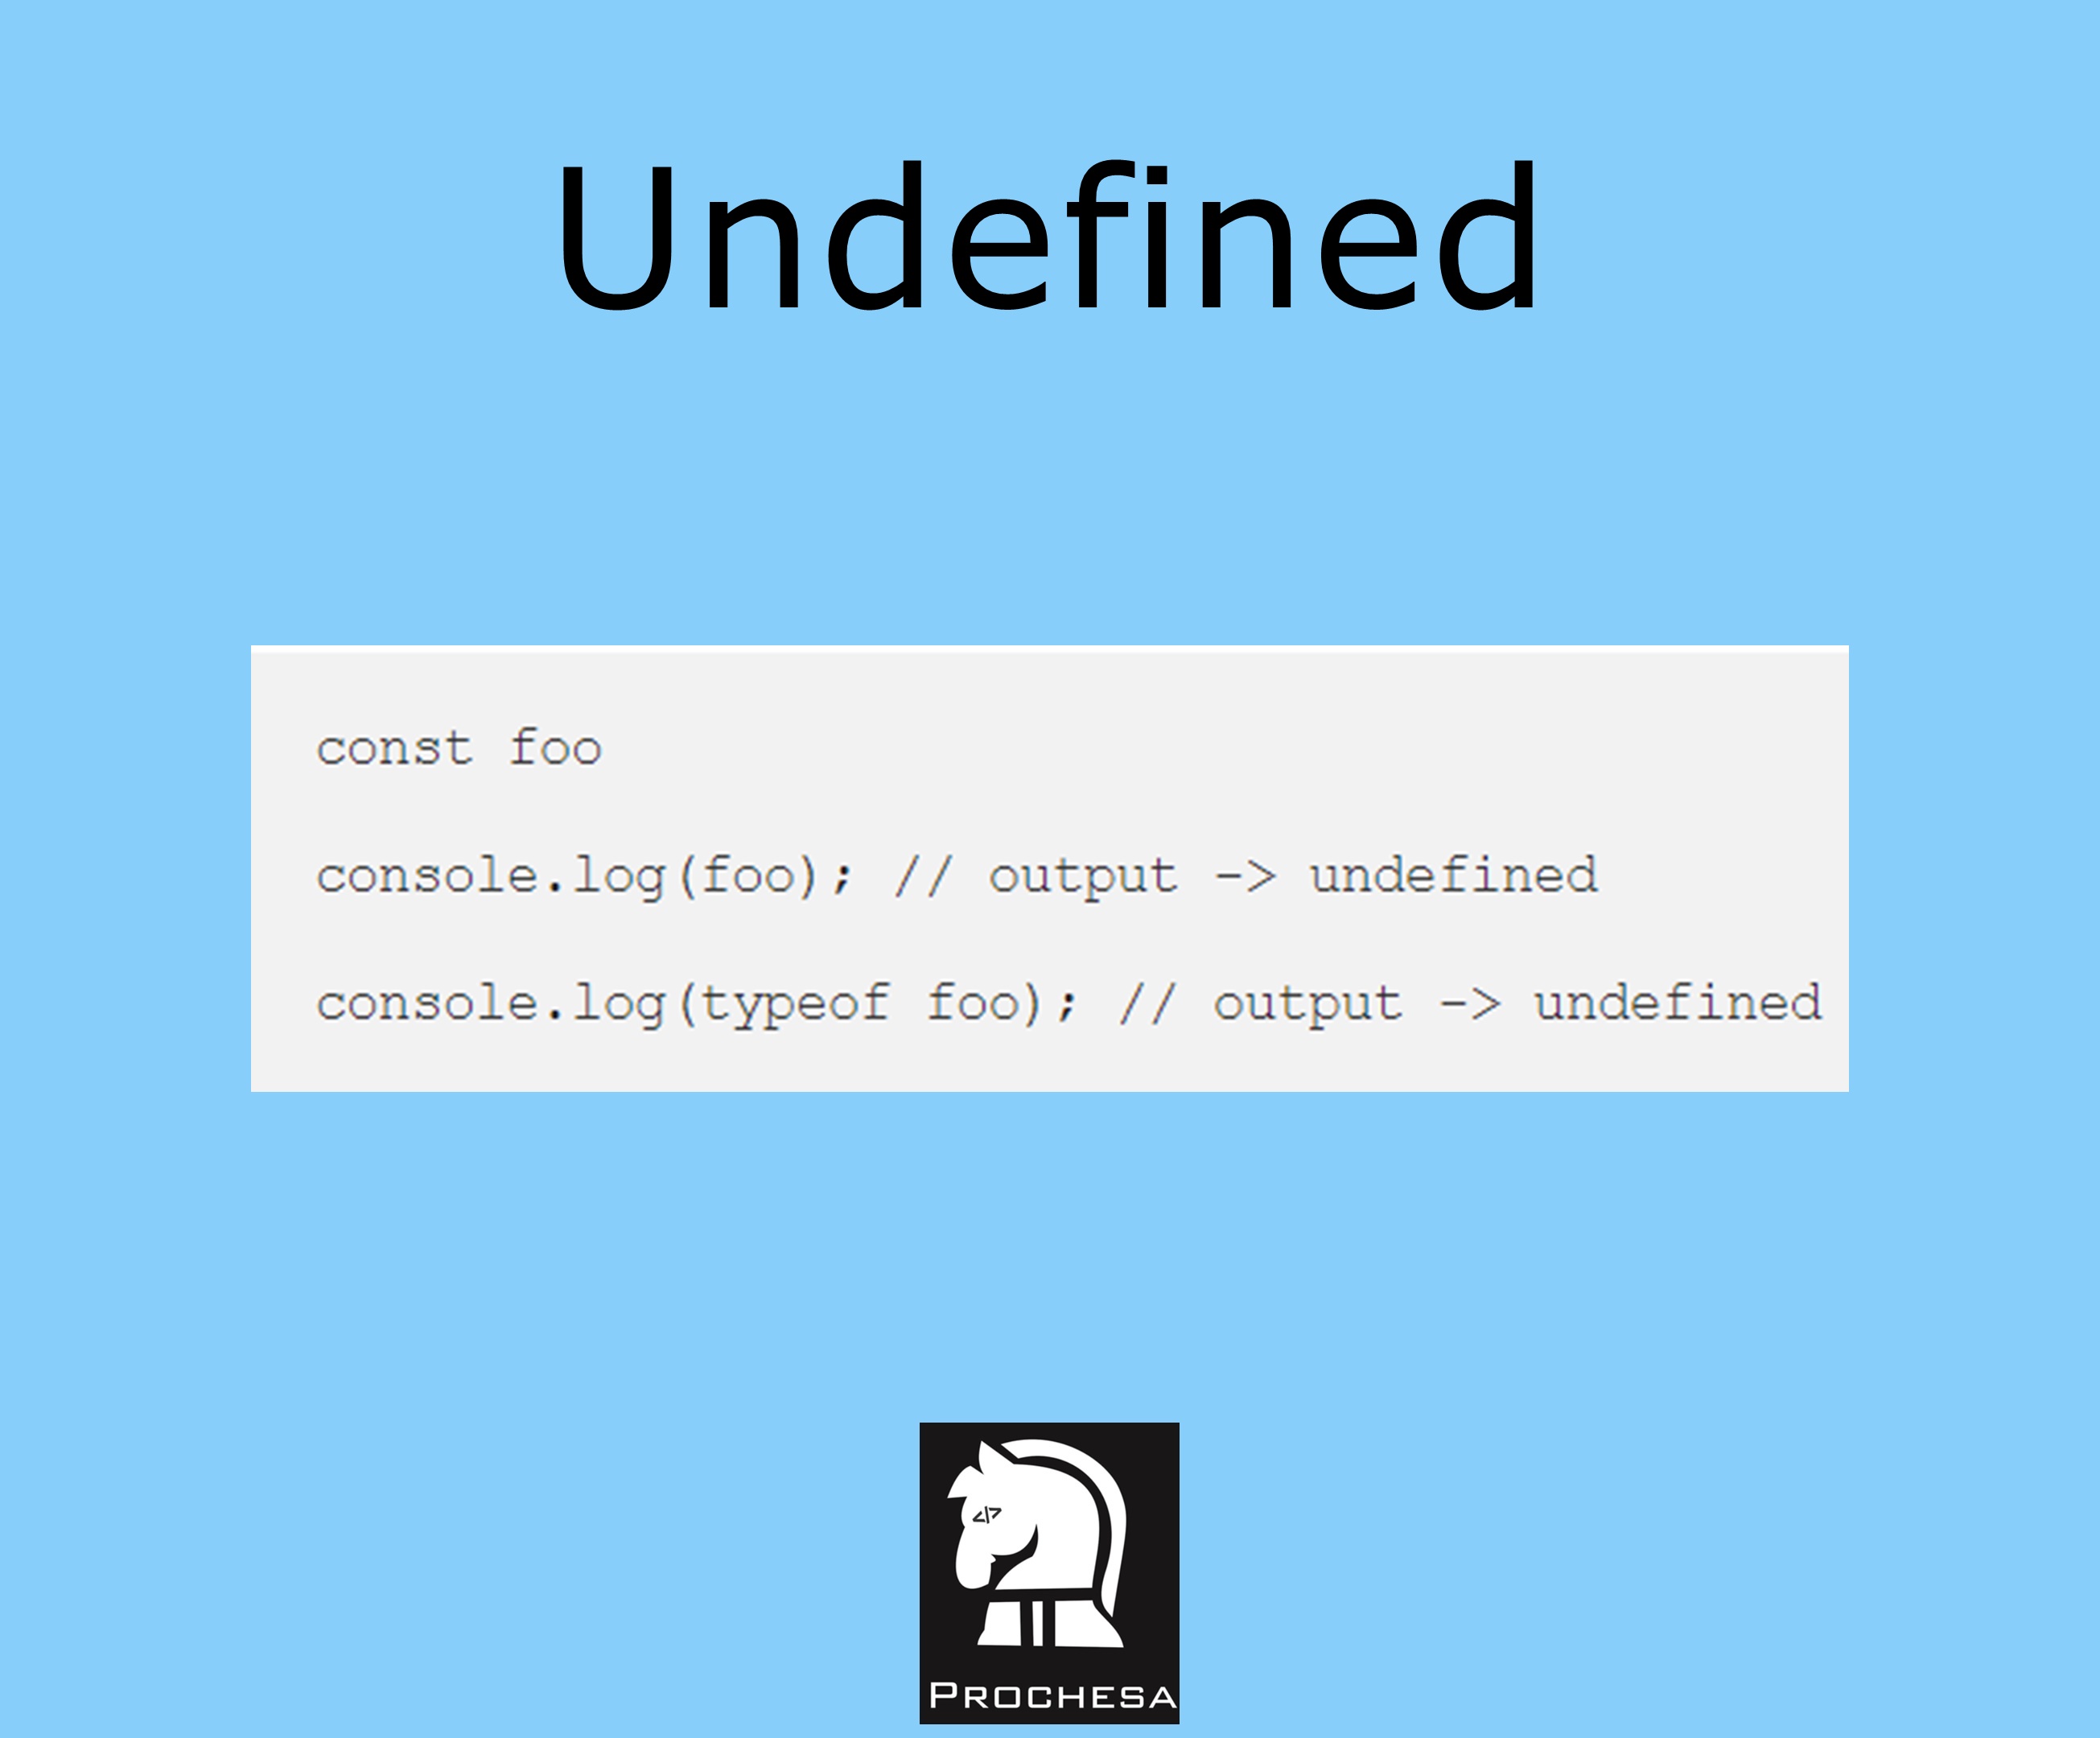 Undefined
const foo
console.log(foo); // output -> undefined
console.log(typeof foo); // output -> undefined
</>
PROCHESA